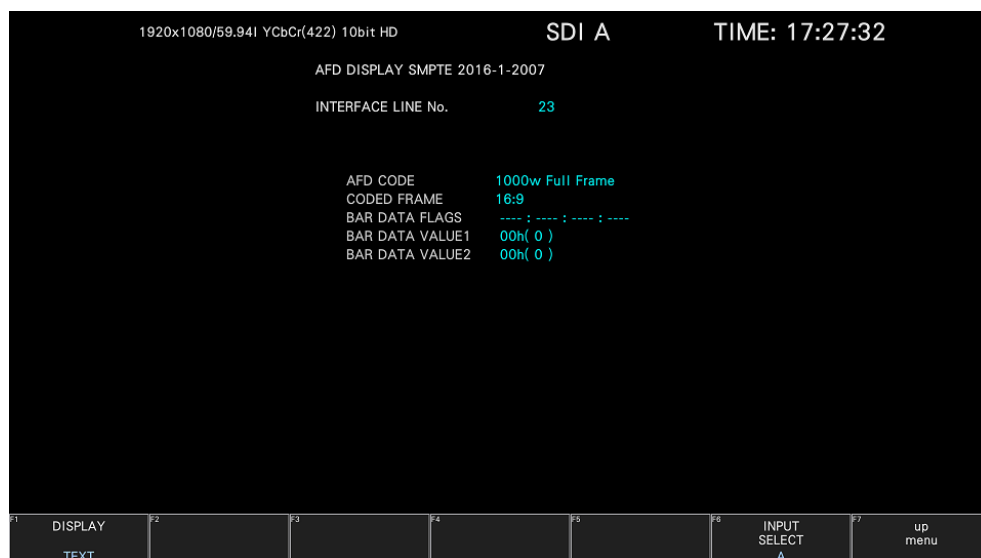 1920x1080/59.94I YCbCr(422) 10bit HD SDI A TIME: 17:27:32
AFD DISPLAY SMPTE 2016-1-2007
INTERFACE LINE No. 23
AFD CODE 1000w Full Frame
CODED FRAME 16:9
BAR DATA FLAGS ---- : ---- : ---- : ----
BAR DATA VALUE1 00h( 0 )
BAR DATA VALUE2 00h( 0 )
F1 DISPLAY
TEXT
F2
F3
F4
F5
F6 INPUT
SELECT
A
F7 up
menu